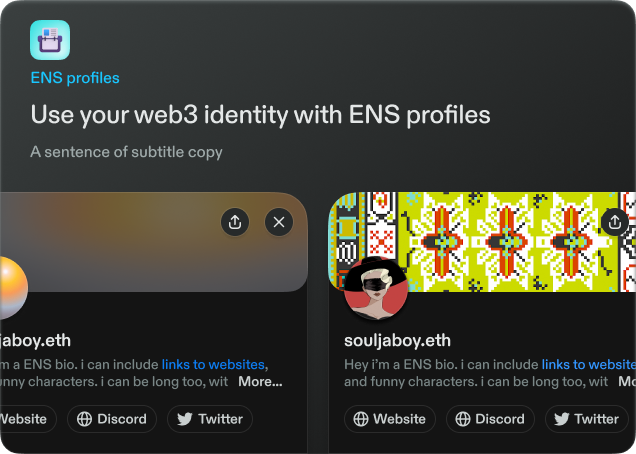 ENS profiles
Use your web3 identity with ENS profiles
A sentence of subtitle copy
jaboy.eth
a ENS bio. i can include links to websites,
characters. i can be long too, wit More...
Website
Discord
Twitter
souljaboy.eth
Hey i'm a ENS bio. i can include links to website
and funny characters. i can be long too, wit
Website
Discord
Twitter